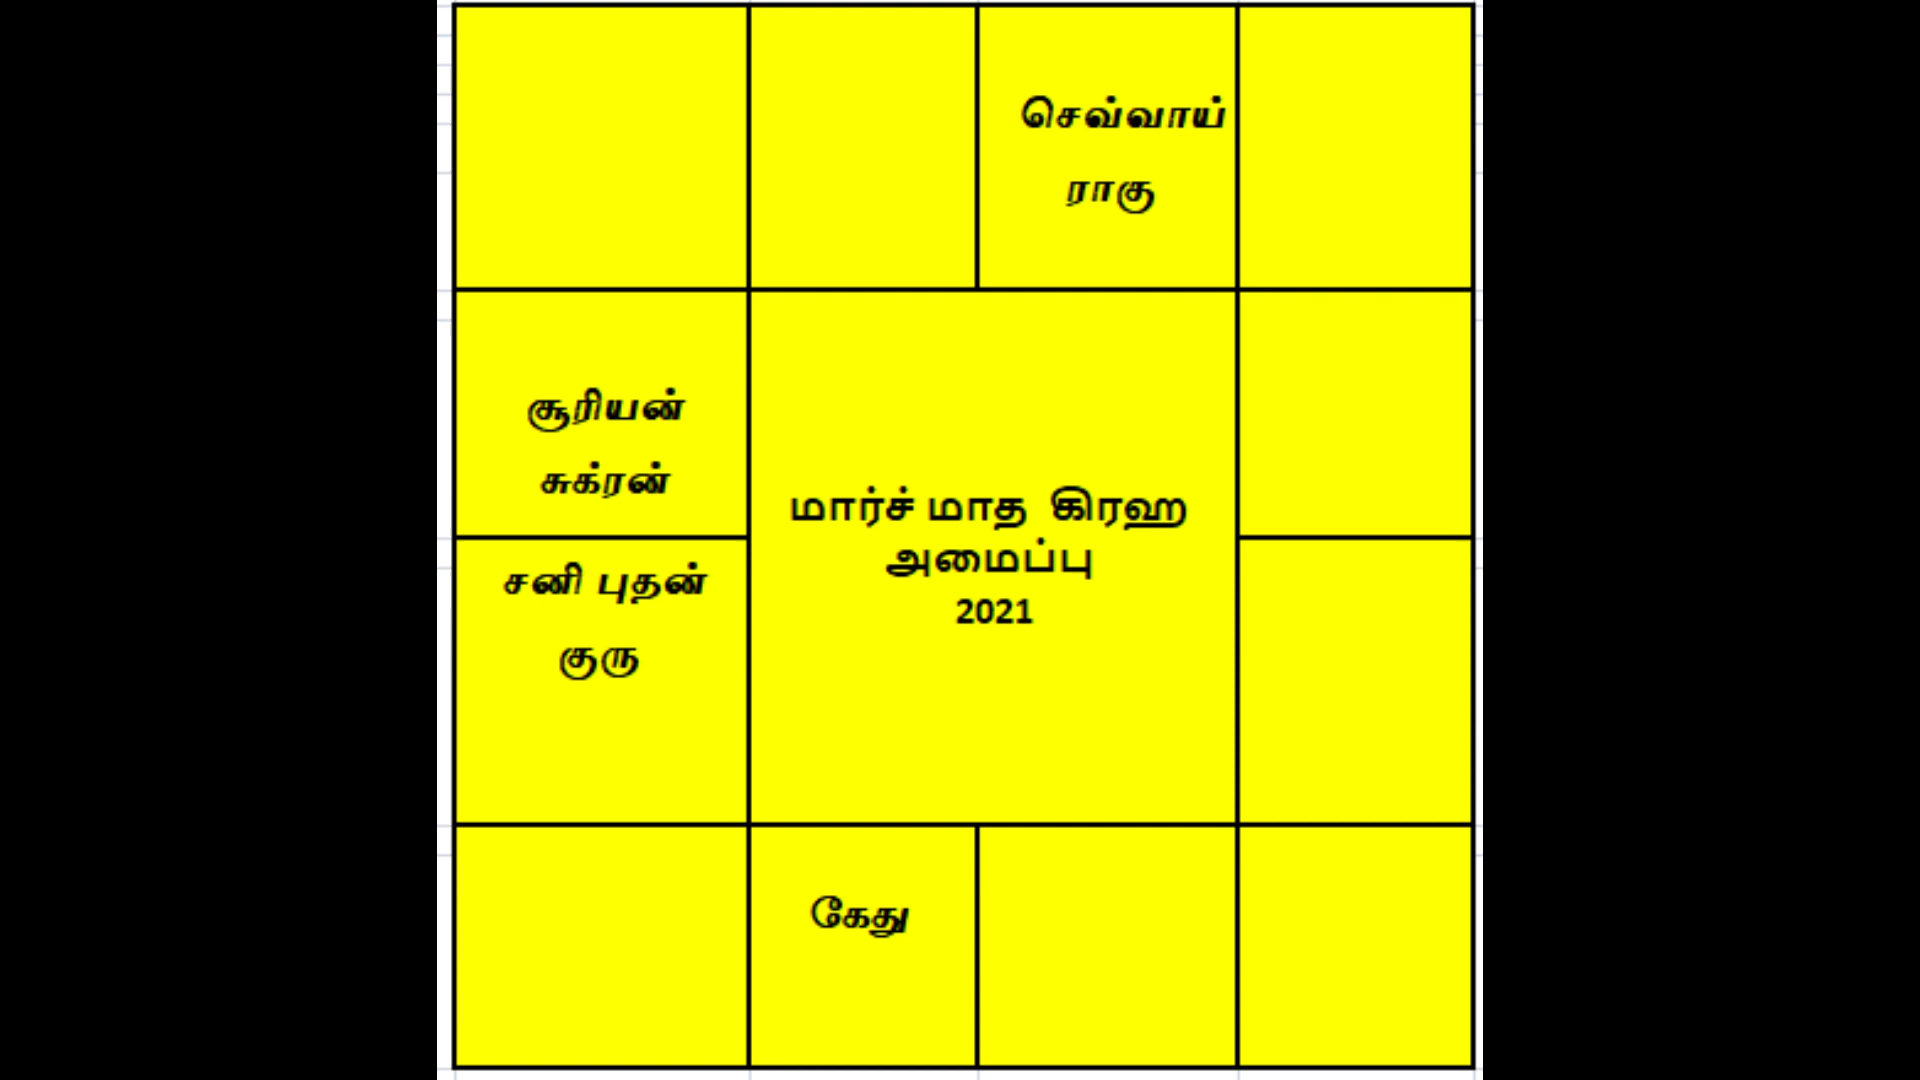 செவ்வாய்
ராகு
சூரியன்
சுக்ரன்
மார்ச் மாத கிரஹ
அமைப்பு
2021
சனி புதன்
குரு
கேது